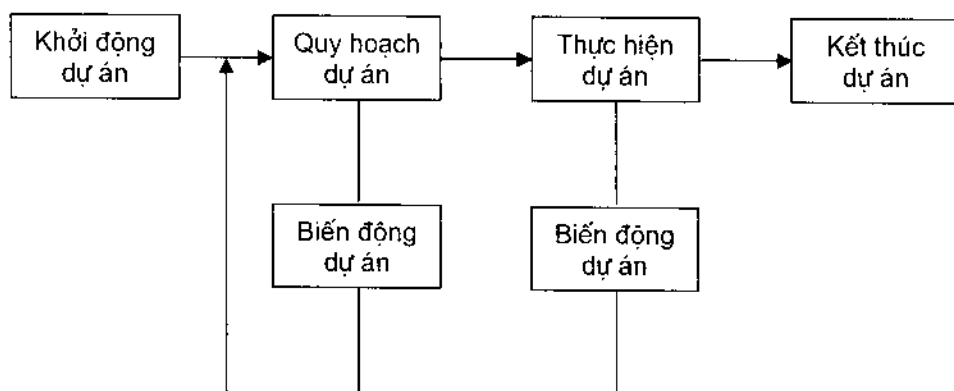 Khởi động
dự án
Quy hoạch
dự án
Thực hiện
dự án
Kết thúc
dự án
Biến động
dự án
Biến động
dự án